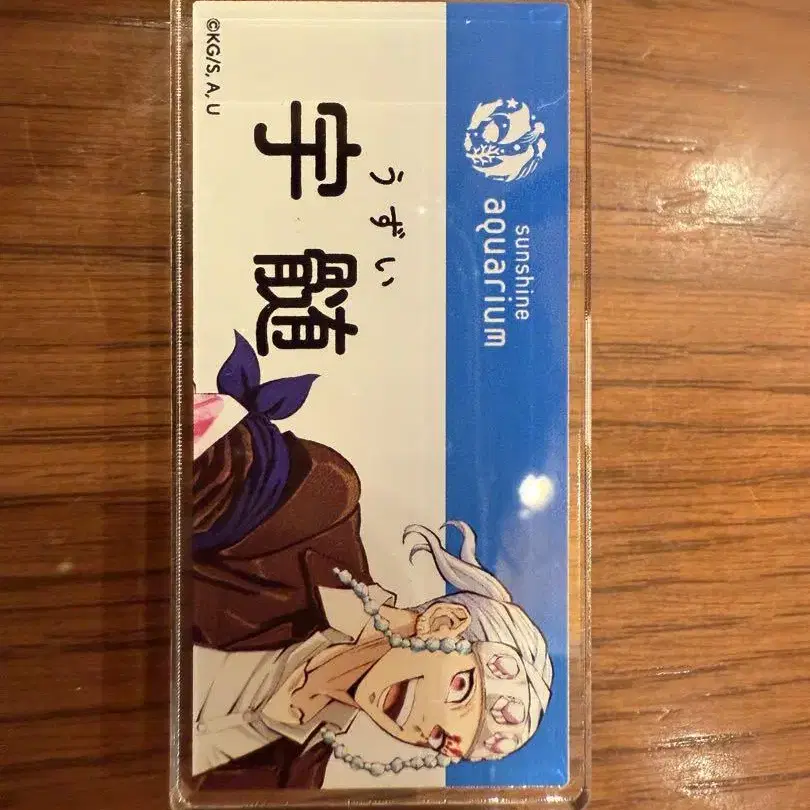 sunshine
aquarium
うずい
宇髄
©KG/S, A, U